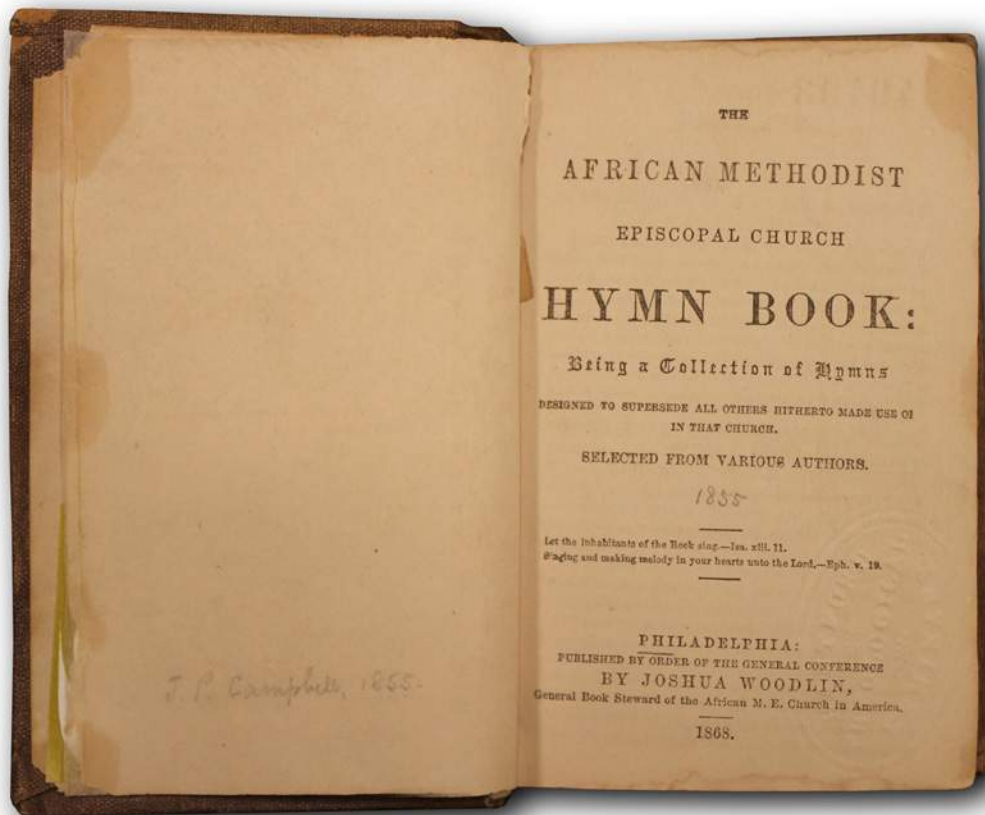 J. P. Campbell, 1855.
THE
AFRICAN METHODIST
EPISCOPAL CHURCH
HYMN BOOK:
Being a Collection of Hymns
DESIGNED TO SUPERSEDE ALL OTHERS HITHERTO MADE USE OF
IN THAT CHURCH.
SELECTED FROM VARIOUS AUTHORS.
1855
Let the inhabitants of the Rock sing.—Isa. xlii. 11.
Singing and making melody in your hearts unto the Lord.—Eph. v. 19.
PHILADELPHIA:
PUBLISHED BY ORDER OF THE GENERAL CONFERENCE
BY JOSHUA WOODLIN,
General Book Steward of the African M. E. Church in America.
1868.